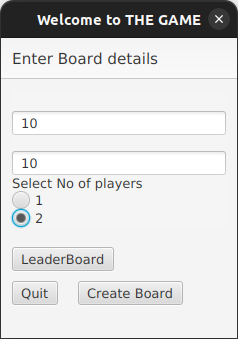 Welcome to THE GAME
Enter Board details
10
10
Select No of players
1
2
LeaderBoard
Quit Create Board